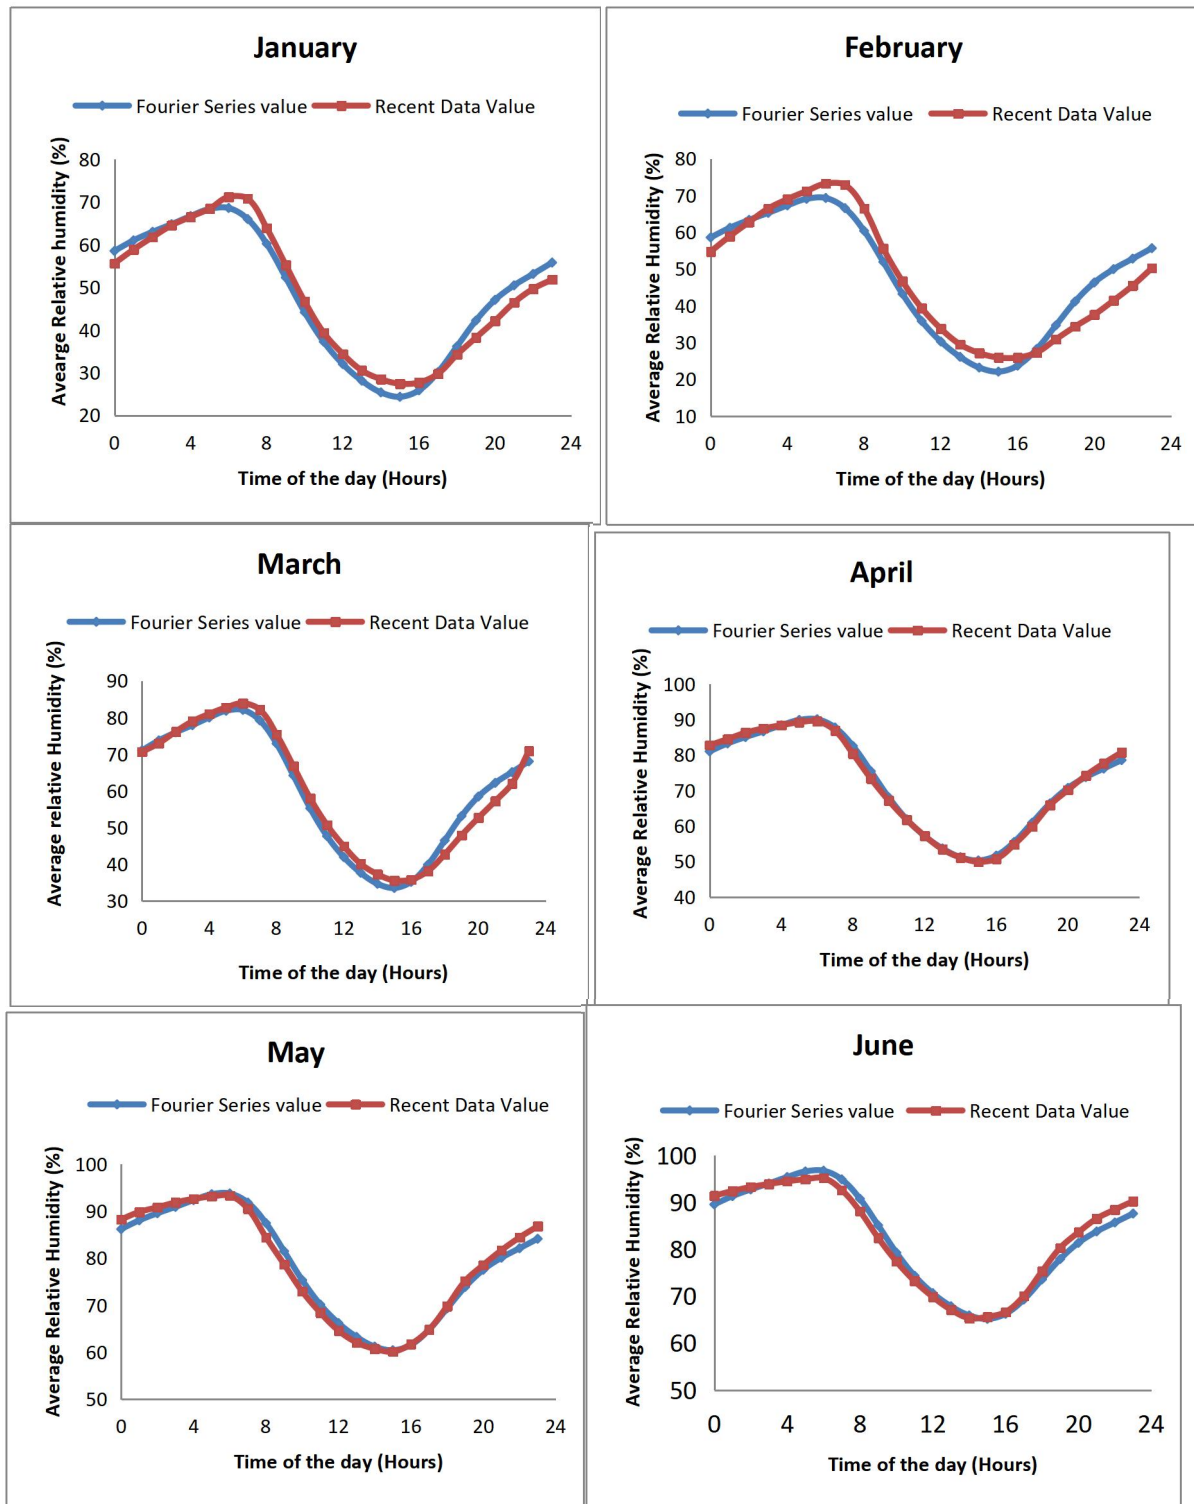 January
Fourier Series value Recent Data Value
Avearge Relative humidity (%)
80
70
60
50
40
30
20
0 4 8 12 16 20 24
Time of the day (Hours)
February
Fourier Series value Recent Data Value
Average Relative Humidity (%)
80
70
60
50
40
30
20
10
0 4 8 12 16 20 24
Time of the day (Hours)
March
Fourier Series value Recent Data Value
Average relative Humidity (%)
90
80
70
60
50
40
30
0 4 8 12 16 20 24
Time of the day (Hours)
April
Fourier Series value Recent Data Value
Average Relative Humidity (%)
100
90
80
70
60
50
40
0 4 8 12 16 20 24
Time of the day (Hours)
May
Fourier Series value Recent Data Value
Average Relative Humidity (%)
100
90
80
70
60
50
0 4 8 12 16 20 24
Time of the day (Hours)
June
Fourier Series value Recent Data Value
Average Relative Humidity (%)
100
90
80
70
60
50
0 4 8 12 16 20 24
Time of the day (Hours)